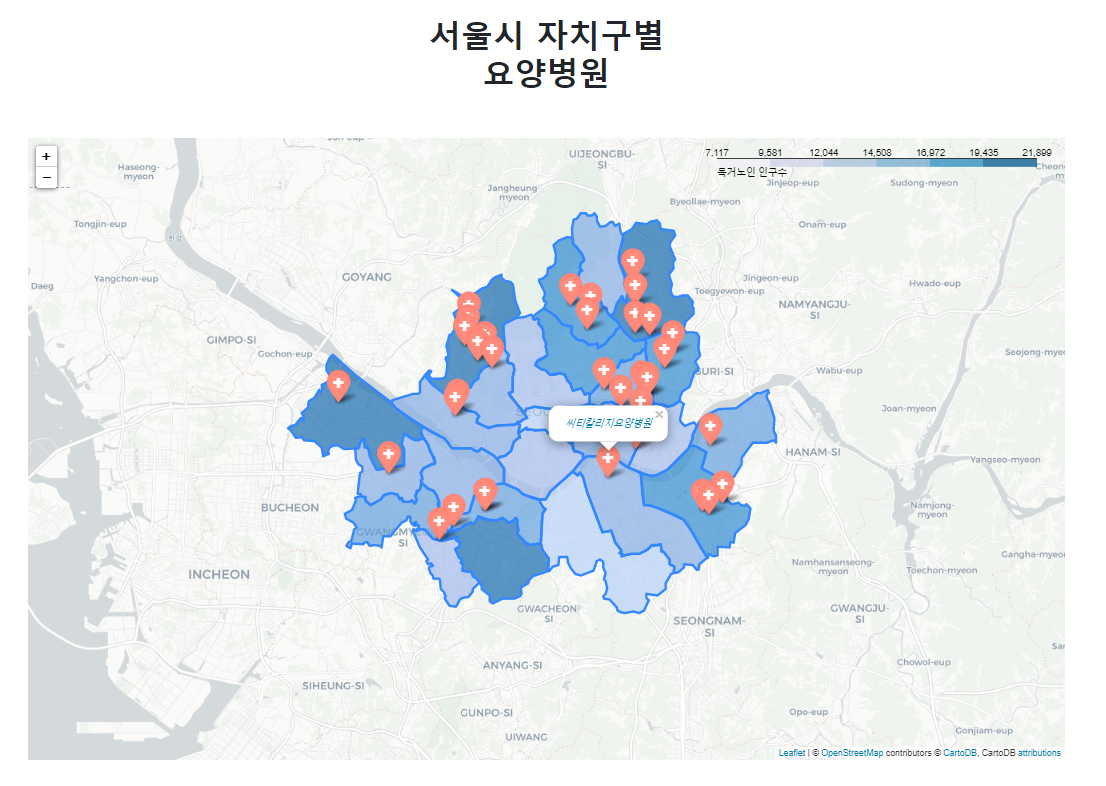 서울시 자치구별
요양병원
+
−
7,117 9,581 12,044 14,508 16,972 19,435 21,899
독거노인 인구수
UIJEONGBU-
SI
Haseong-
myeon
Jangheung-
myeon
Jinjeop-eup
Sudong-myeon
Byeollae-myeon
Tongjin-eup
한강
Onam-eup
GOYANG
Yangchon-eup
Daeg
Jingeon-eup
Toegyewon-eup
Hwado-eup
NAMYANGJU-
SI
GIMPO-SI
Gochon-eup
Seojong-myeo
Wabu-eup
Joan-myeon
씨티칼리지요양병원
×
HANAM-SI
Yangseo-myeon
BUCHEON
Namjong-
myeon
SI
INCHEON
Gangha-myeo
Namhansanseong-
myeon
Toechon-myeon
GWACHEON
SI
SEONGNAM-
SI
GWANGJU-
SI
ANYANG-SI
Chowol-eup
SIHEUNG-SI
GUNPO-SI
Opo-eup
UIWANG
Gonjiam-eup
Leaflet | © OpenStreetMap contributors © CartoDB, CartoDB attributions